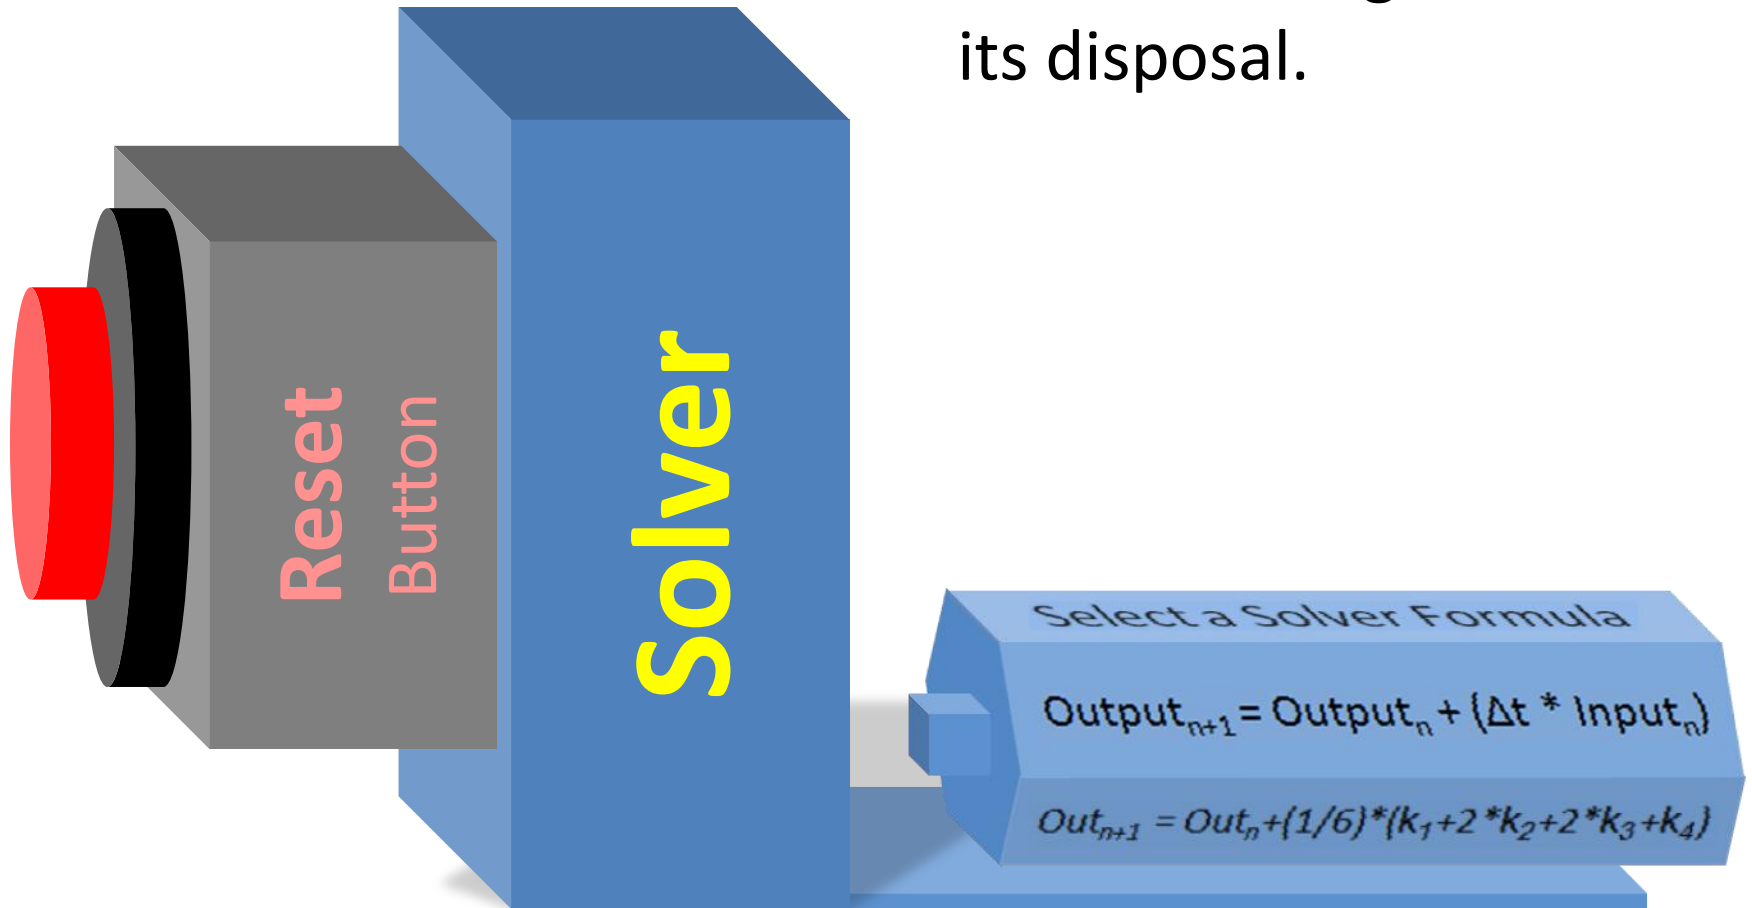 its disposal.
Reset
Button
Solver
Select a Solver Formula
Outputₙ₊₁ = Outputₙ + (Δt * Inputₙ)
Outₙ₊₁ = Outₙ+(1/6)*(k₁+2*k₂+2*k₃+k₄)